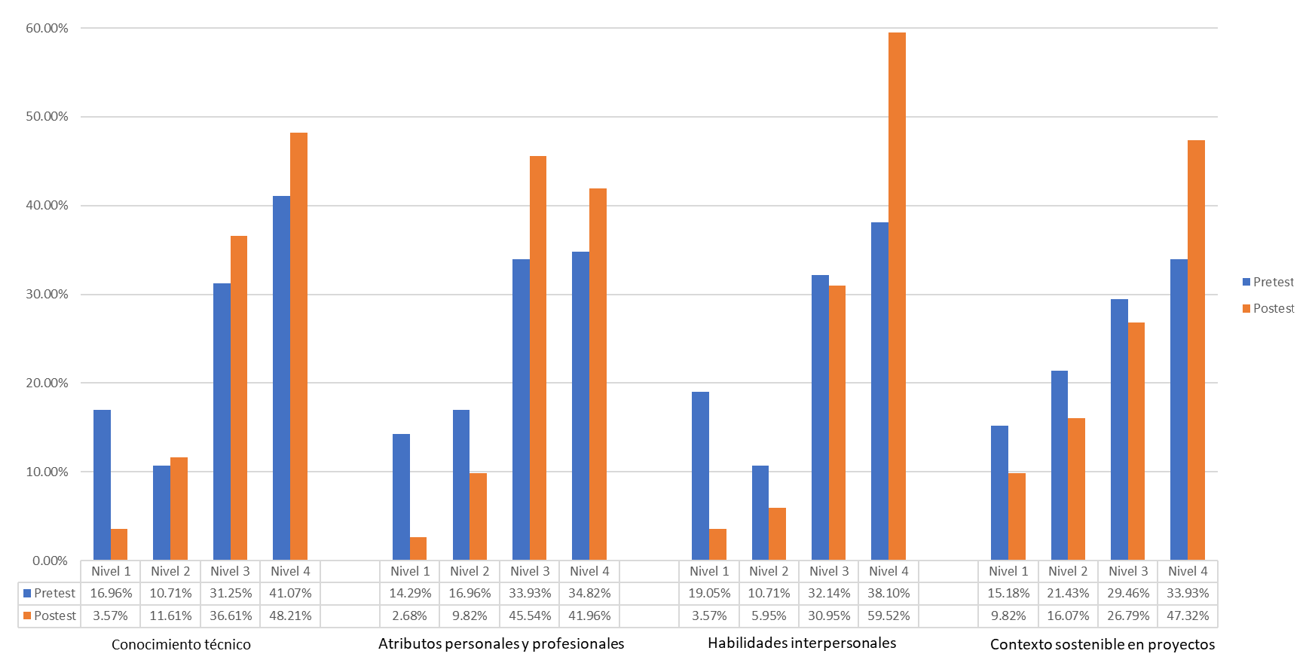 60.00%
50.00%
40.00%
30.00%
20.00%
10.00%
0.00%
Pretest
Postest
Nivel 1 Nivel 2 Nivel 3 Nivel 4 Nivel 1 Nivel 2 Nivel 3 Nivel 4 Nivel 1 Nivel 2 Nivel 3 Nivel 4 Nivel 1 Nivel 2 Nivel 3 Nivel 4
Pretest 16.96% 10.71% 31.25% 41.07% 14.29% 16.96% 33.93% 34.82% 19.05% 10.71% 32.14% 38.10% 15.18% 21.43% 29.46% 33.93%
Postest 3.57% 11.61% 36.61% 48.21% 2.68% 9.82% 45.54% 41.96% 3.57% 5.95% 30.95% 59.52% 9.82% 16.07% 26.79% 47.32%
Conocimiento técnico Atributos personales y profesionales Habilidades interpersonales Contexto sostenible en proyectos